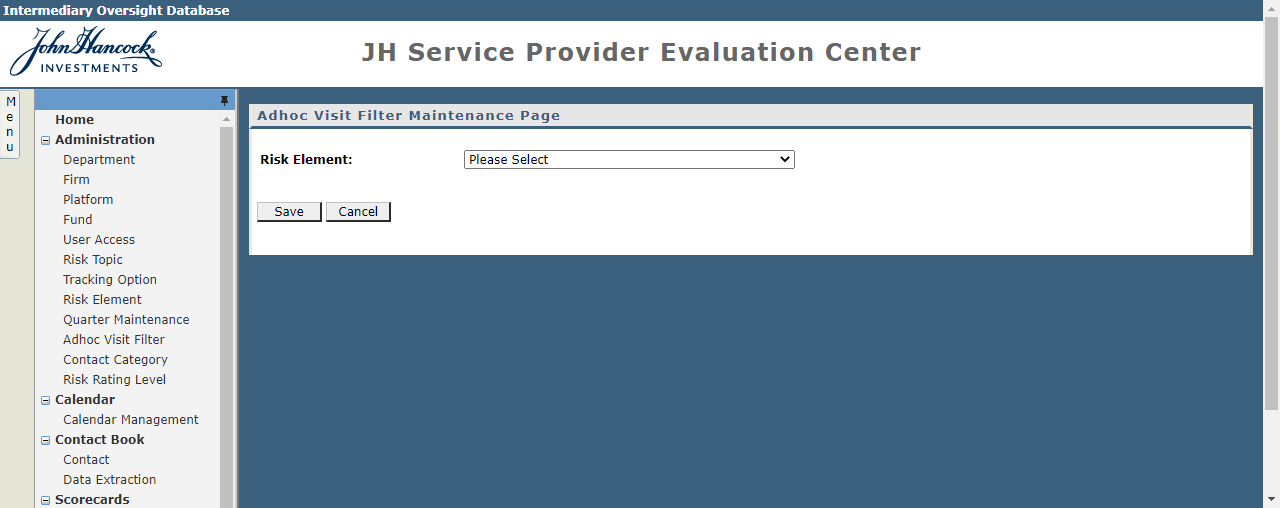 Intermediary Oversight Database
John Hancock
INVESTMENTS
JH Service Provider Evaluation Center
Menu
Home
Administration
Department
Firm
Platform
Fund
User Access
Risk Topic
Tracking Option
Risk Element
Quarter Maintenance
Adhoc Visit Filter
Contact Category
Risk Rating Level
Calendar
Calendar Management
Contact Book
Contact
Data Extraction
Scorecards
Adhoc Visit Filter Maintenance Page
Risk Element: Please Select
Save Cancel